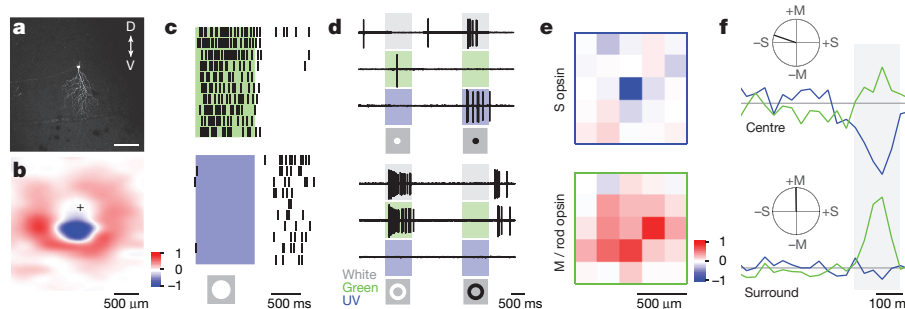 a
D
V
b
+
1
0
−1
500 µm
c
500 ms
d
White
Green
UV
500 ms
e
S opsin
M / rod opsin
1
0
−1
500 µm
f
+M
−S
+S
−M
Centre
+M
−S
+S
−M
Surround
100 m